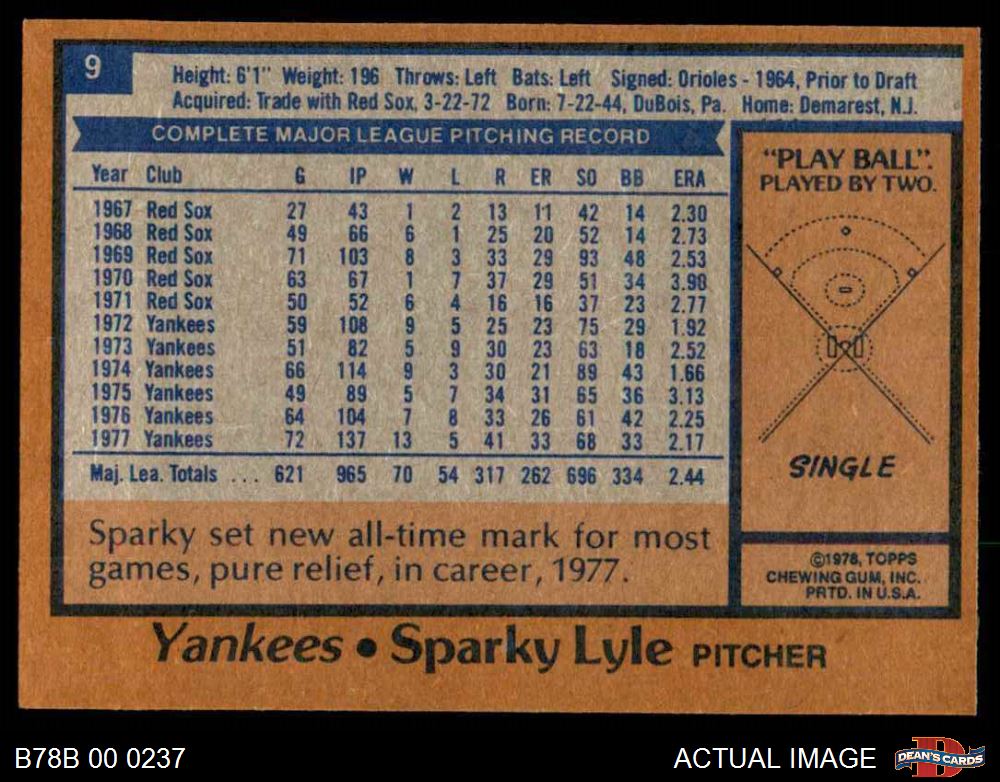 9
Height: 6'1" Weight: 196 Throws: Left Bats: Left Signed: Orioles - 1964, Prior to Draft
Acquired: Trade with Red Sox, 3-22-72 Born: 7-22-44, DuBois, Pa. Home: Demarest, N.J.
COMPLETE MAJOR LEAGUE PITCHING RECORD
Year Club G IP W L R ER SO BB ERA
1967 Red Sox 27 43 1 2 13 11 42 14 2.30
1968 Red Sox 49 66 6 1 25 20 52 14 2.73
1969 Red Sox 71 103 8 3 33 29 93 48 2.53
1970 Red Sox 63 67 1 7 37 29 51 34 3.90
1971 Red Sox 50 52 6 4 16 16 37 23 2.77
1972 Yankees 59 108 9 5 25 23 75 29 1.92
1973 Yankees 51 82 5 9 30 23 63 18 2.52
1974 Yankees 66 114 9 3 30 21 89 43 1.66
1975 Yankees 49 89 5 7 34 31 65 36 3.13
1976 Yankees 64 104 7 8 33 26 61 42 2.25
1977 Yankees 72 137 13 5 41 33 68 33 2.17
Maj. Lea. Totals ... 621 965 70 54 317 262 696 334 2.44
Sparky set new all-time mark for most
games, pure relief, in career, 1977.
"PLAY BALL".
PLAYED BY TWO.
SINGLE
©1978, TOPPS
CHEWING GUM, INC.
PRTD. IN U.S.A.
Yankees • Sparky Lyle PITCHER
B78B 00 0237
ACTUAL IMAGE
D
DEAN'S CARDS